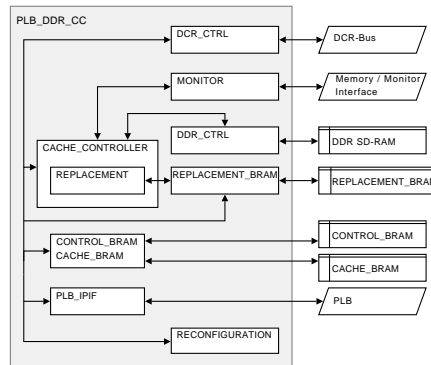 PLB_DDR_CC
DCR_CTRL
DCR-Bus
MONITOR
Memory / Monitor
Interface
DDR_CTRL
DDR SD-RAM
CACHE_CONTROLLER
REPLACEMENT
REPLACEMENT_BRAM
REPLACEMENT_BRAM
CONTROL_BRAM
CACHE_BRAM
CONTROL_BRAM
CACHE_BRAM
PLB_IPIF
PLB
RECONFIGURATION